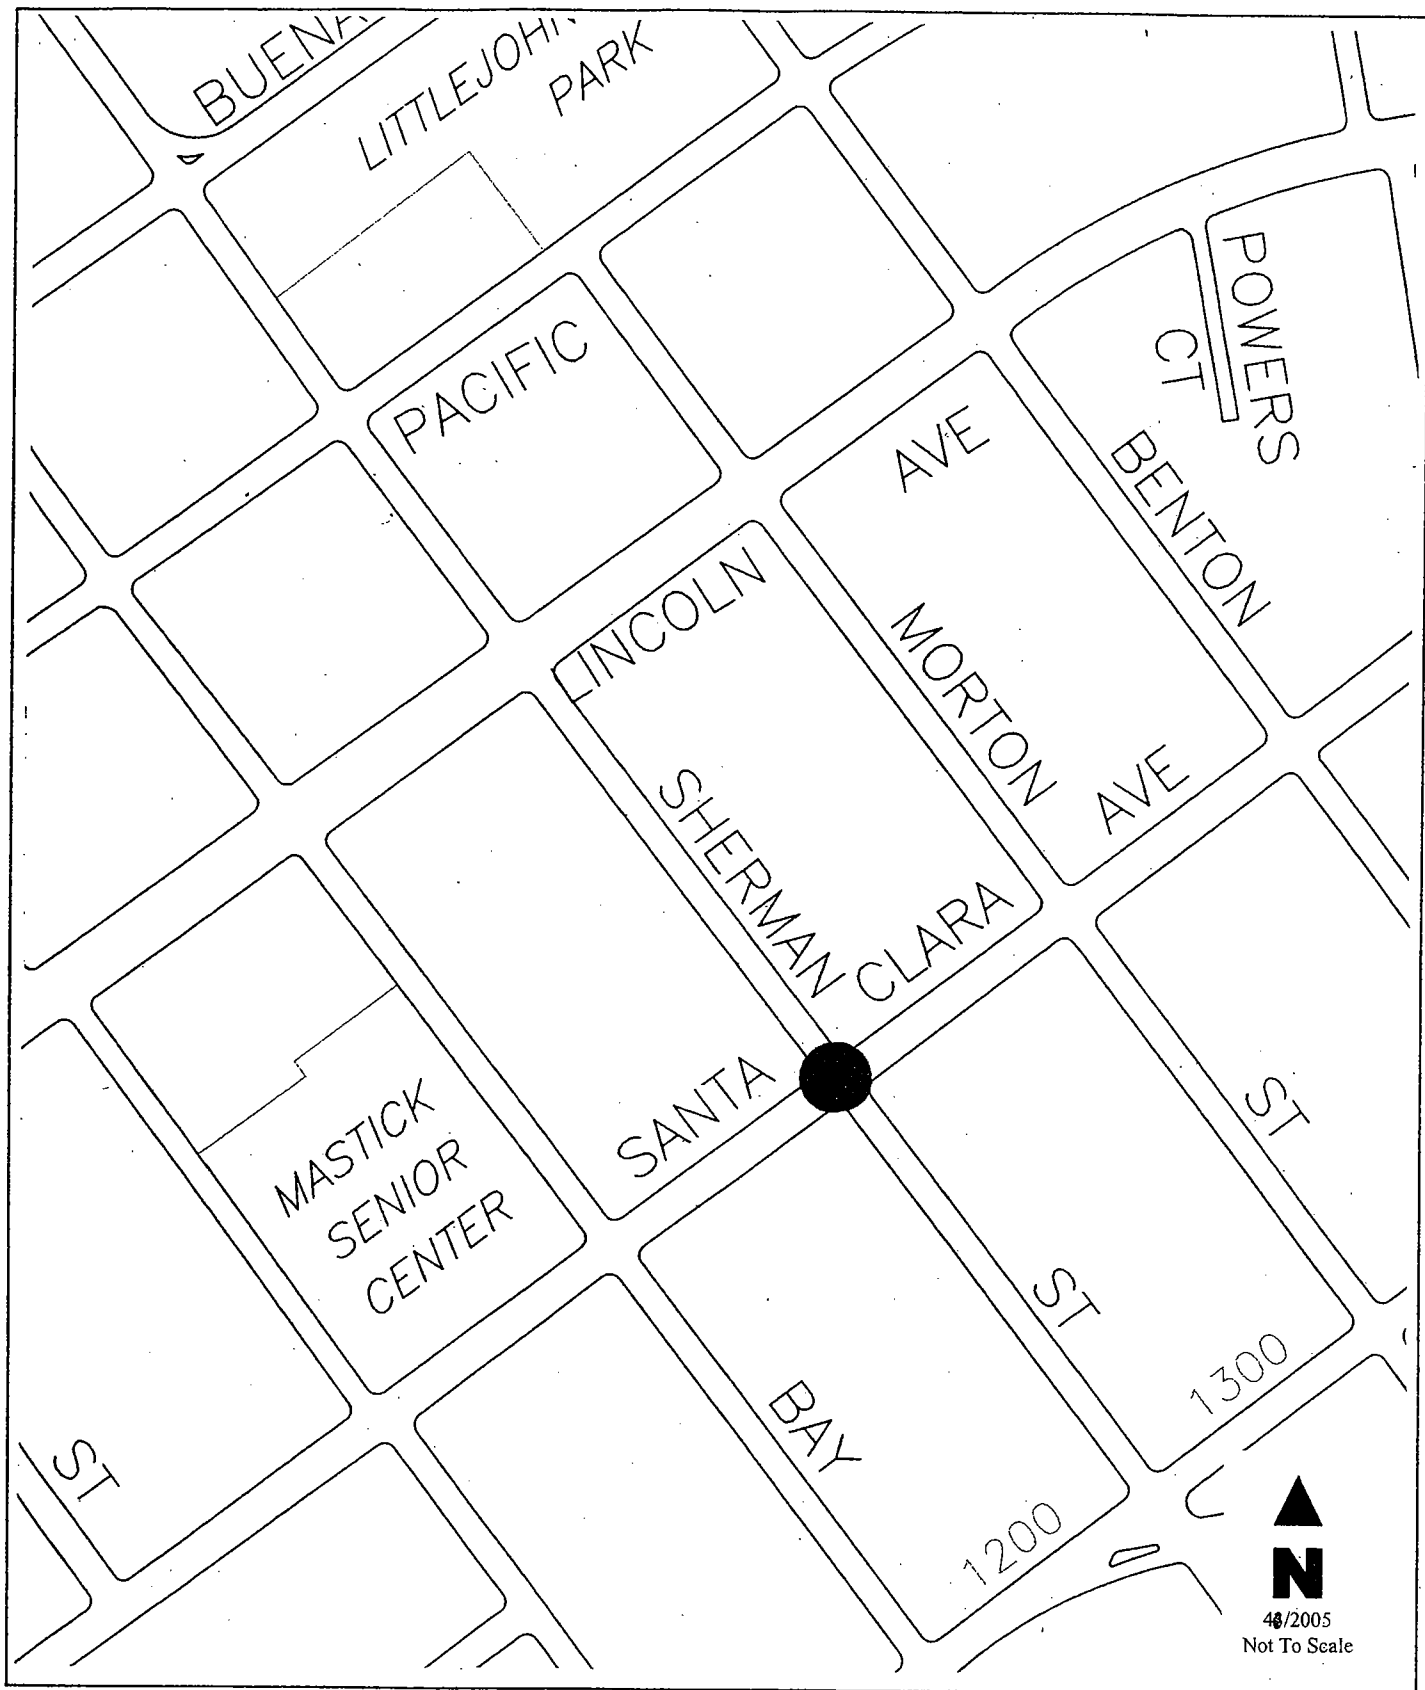 BUENA
LITTLEJOHN
PARK
POWERS
CT
PACIFIC
AVE
BENTON
LINCOLN
MORTON
SHERMAN
AVE
CLARA
SANTA
MASTICK
SENIOR
CENTER
ST
ST
BAY
1300
ST
1200
N
/2005
Not To Scale